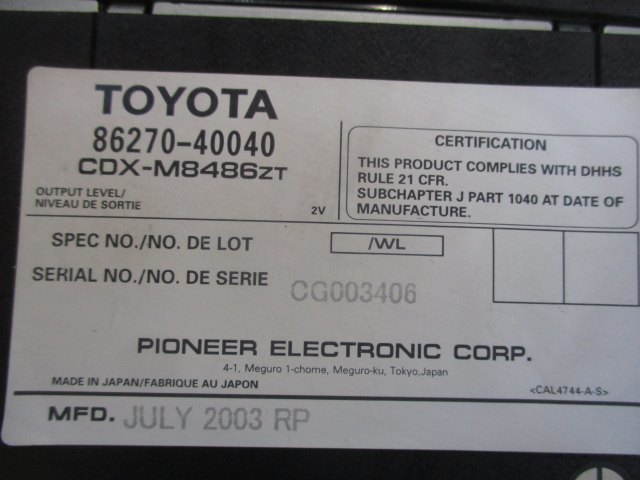 TOYOTA
86270-40040
CDX-M8486ZT
OUTPUT LEVEL/
NIVEAU DE SORTIE 2V
CERTIFICATION
THIS PRODUCT COMPLIES WITH DHHS
RULE 21 CFR.
SUBCHAPTER J PART 1040 AT DATE OF
MANUFACTURE.
SPEC NO./NO. DE LOT /WL
SERIAL NO./NO. DE SERIE CG003406
PIONEER ELECTRONIC CORP.
4-1, Meguro 1-chome, Meguro-ku, Tokyo,Japan
MADE IN JAPAN/FABRIQUE AU JAPON <CAL4744-A-S>
MFD. JULY 2003 RP